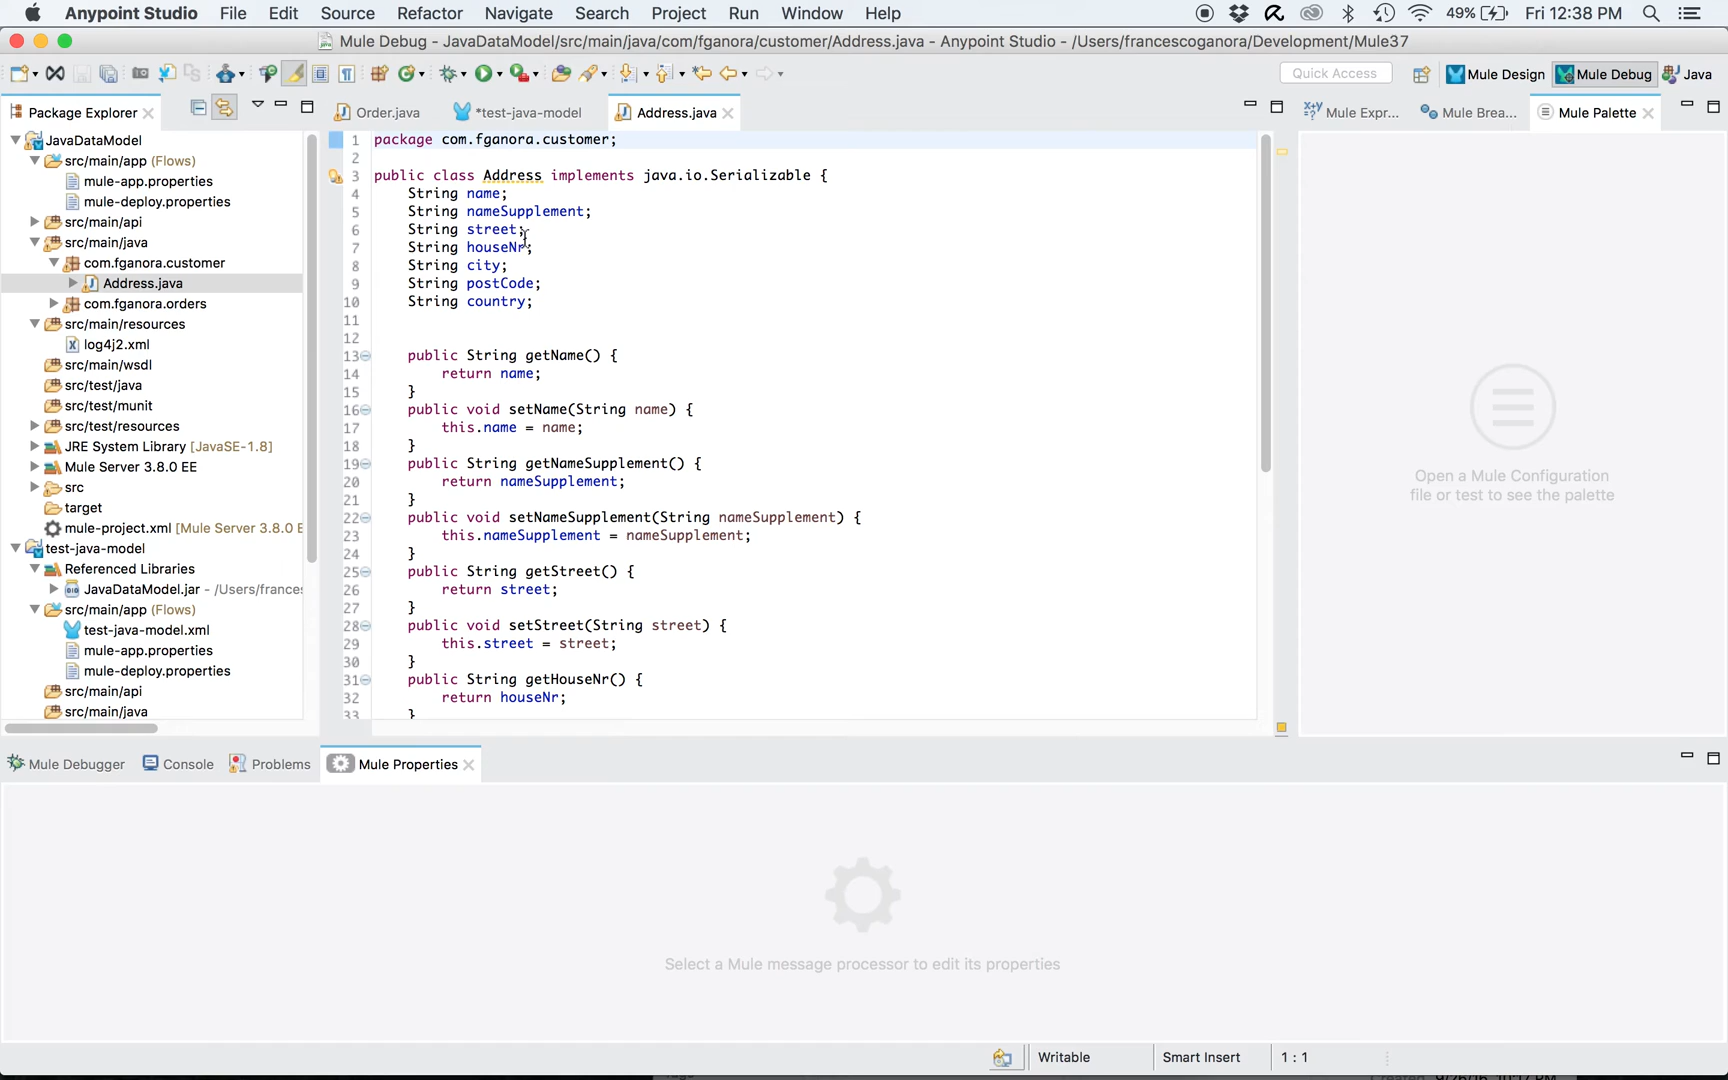 Anypoint Studio File Edit Source Refactor Navigate Search Project Run Window Help 49% Fri 12:38 PM
Mule Debug - JavaDataModel/src/main/java/com/fganora/customer/Address.java - Anypoint Studio - /Users/francescoganora/Development/Mule37
Quick Access Mule Design Mule Debug Java
Package Explorer
JavaDataModel
src/main/app (Flows)
mule-app.properties
mule-deploy.properties
src/main/api
src/main/java
com.fganora.customer
Address.java
com.fganora.orders
src/main/resources
log4j2.xml
src/main/wsdl
src/test/java
src/test/munit
src/test/resources
JRE System Library [JavaSE-1.8]
Mule Server 3.8.0 EE
src
target
mule-project.xml [Mule Server 3.8.0 E
test-java-model
Referenced Libraries
JavaDataModel.jar - /Users/frances
src/main/app (Flows)
test-java-model.xml
mule-app.properties
mule-deploy.properties
src/main/api
src/main/java
Order.java *test-java-model Address.java
1 package com.fganora.customer;
2
3 public class Address implements java.io.Serializable {
4 String name;
5 String nameSupplement;
6 String street;
7 String houseNr;
8 String city;
9 String postCode;
10 String country;
11
12
13 public String getName() {
14 return name;
15 }
16 public void setName(String name) {
17 this.name = name;
18 }
19 public String getNameSupplement() {
20 return nameSupplement;
21 }
22 public void setNameSupplement(String nameSupplement) {
23 this.nameSupplement = nameSupplement;
24 }
25 public String getStreet() {
26 return street;
27 }
28 public void setStreet(String street) {
29 this.street = street;
30 }
31 public String getHouseNr() {
32 return houseNr;
33 }
Mule Expr... Mule Brea... Mule Palette
Open a Mule Configuration
file or test to see the palette
Mule Debugger Console Problems Mule Properties
Select a Mule message processor to edit its properties
Writable Smart Insert 1 : 1